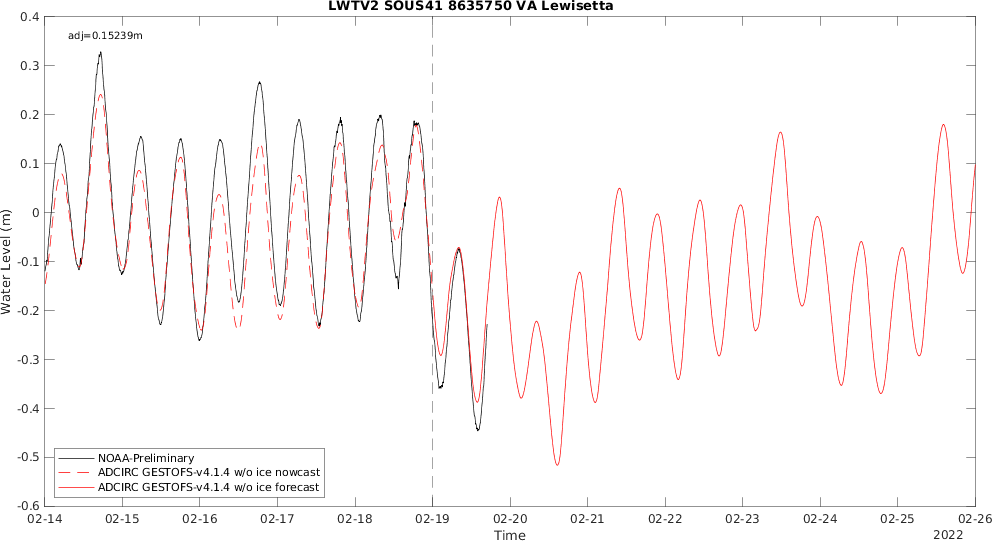 LWTV2 SOUS41 8635750 VA Lewisetta
adj=0.15239m
0.4
0.3
0.2
0.1
0
-0.1
-0.2
-0.3
-0.4
-0.5
-0.6
Water Level (m)
NOAA-Preliminary
ADCIRC GESTOFS-v4.1.4 w/o ice nowcast
ADCIRC GESTOFS-v4.1.4 w/o ice forecast
02-14 02-15 02-16 02-17 02-18 02-19 02-20 02-21 02-22 02-23 02-24 02-25 02-26
Time
2022